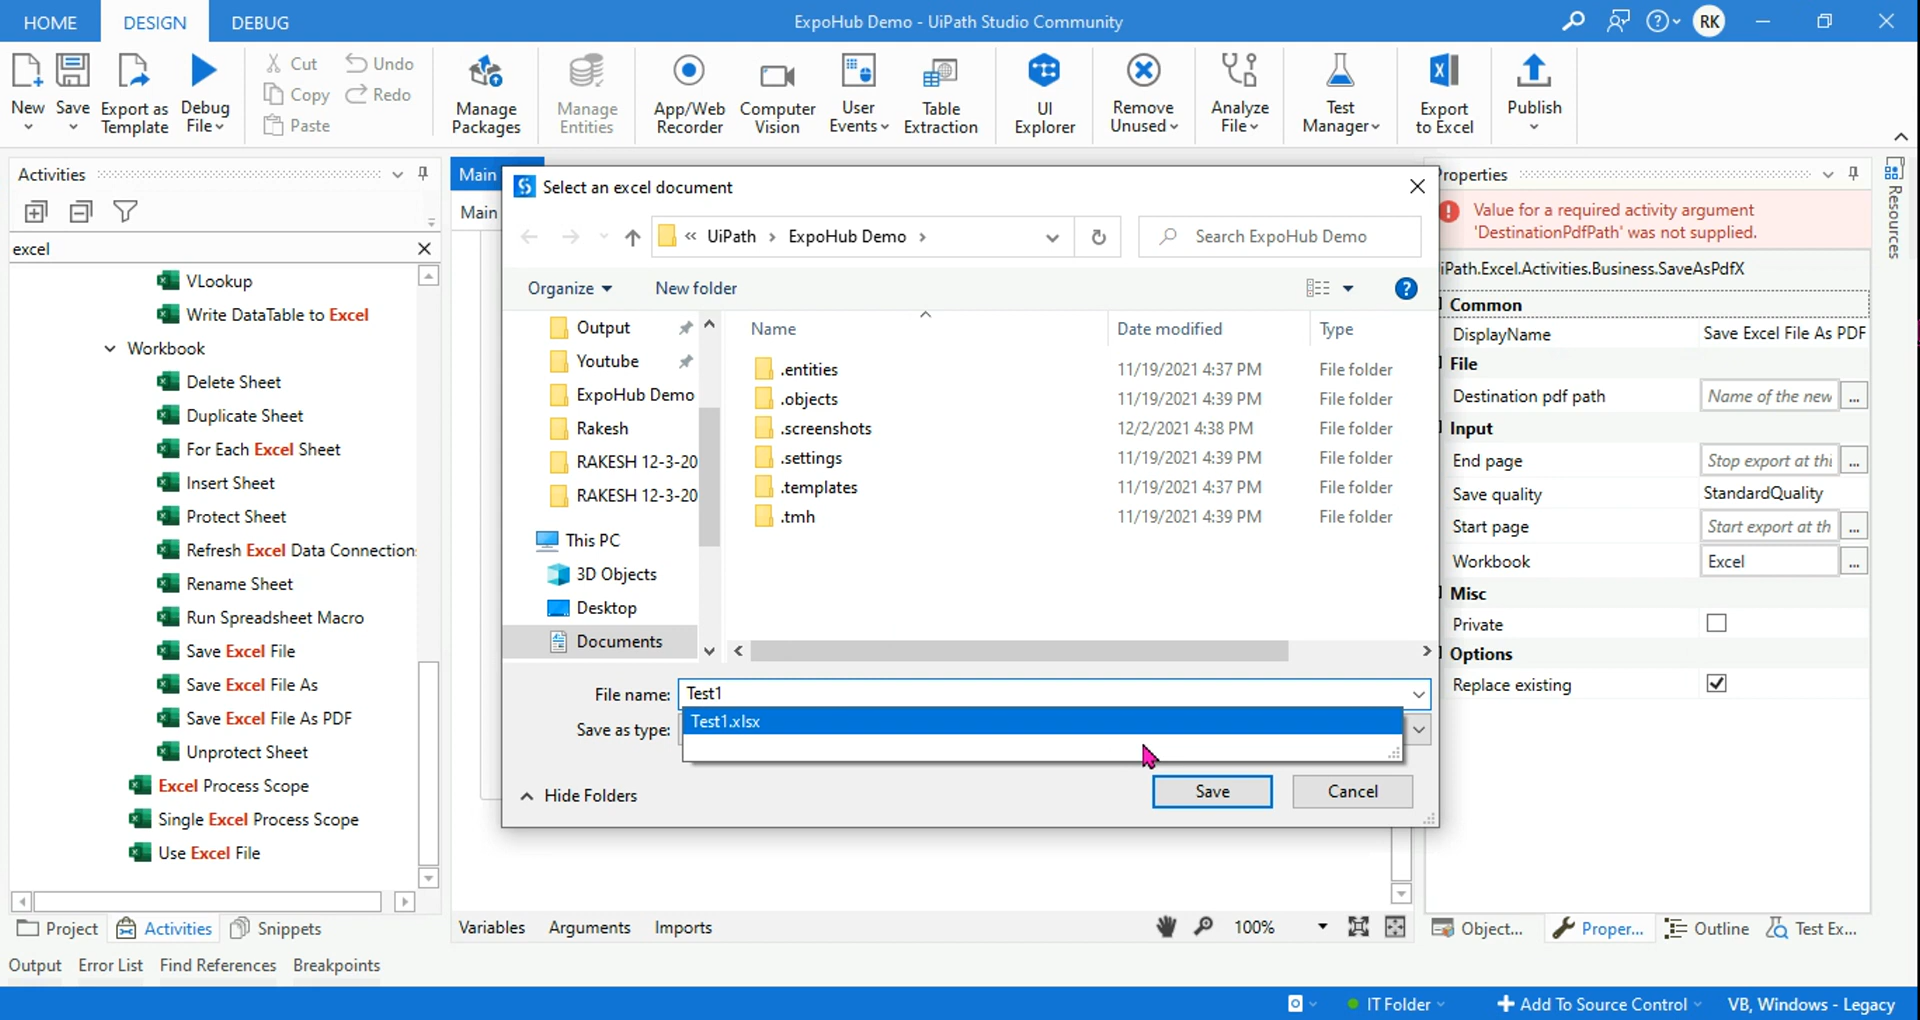 HOME
DESIGN
DEBUG
ExpoHub Demo - UiPath Studio Community
RK
New
Save
Export as Template
Debug File
Cut
Copy
Paste
Undo
Redo
Manage Packages
Manage Entities
App/Web Recorder
Computer Vision
User Events
Table Extraction
UI Explorer
Remove Unused
Analyze File
Test Manager
Export to Excel
Publish
Activities
excel
VLookup
Write DataTable to Excel
Workbook
Delete Sheet
Duplicate Sheet
For Each Excel Sheet
Insert Sheet
Protect Sheet
Refresh Excel Data Connection
Rename Sheet
Run Spreadsheet Macro
Save Excel File
Save Excel File As
Save Excel File As PDF
Unprotect Sheet
Excel Process Scope
Single Excel Process Scope
Use Excel File
Project
Activities
Snippets
Main
Main
Select an excel document
« UiPath › ExpoHub Demo ›
Search ExpoHub Demo
Organize
New folder
Output
Youtube
ExpoHub Demo
Rakesh
RAKESH 12-3-20
RAKESH 12-3-20
This PC
3D Objects
Desktop
Documents
Name Date modified Type
.entities 11/19/2021 4:37 PM File folder
.objects 11/19/2021 4:39 PM File folder
.screenshots 12/2/2021 4:38 PM File folder
.settings 11/19/2021 4:39 PM File folder
.templates 11/19/2021 4:37 PM File folder
.tmh 11/19/2021 4:39 PM File folder
File name: Test1
Test1.xlsx
Save as type:
Hide Folders
Save
Cancel
Variables
Arguments
Imports
100%
roperties
Value for a required activity argument
'DestinationPdfPath' was not supplied.
iPath.Excel.Activities.Business.SaveAsPdfX
Common
DisplayName Save Excel File As PDF
File
Destination pdf path Name of the new ...
Input
End page Stop export at thi ...
Save quality StandardQuality
Start page Start export at th ...
Workbook Excel ...
Misc
Private
Options
Replace existing
Resources
Object...
Proper...
Outline
Test Ex...
Output
Error List
Find References
Breakpoints
IT Folder
Add To Source Control
VB, Windows - Legacy